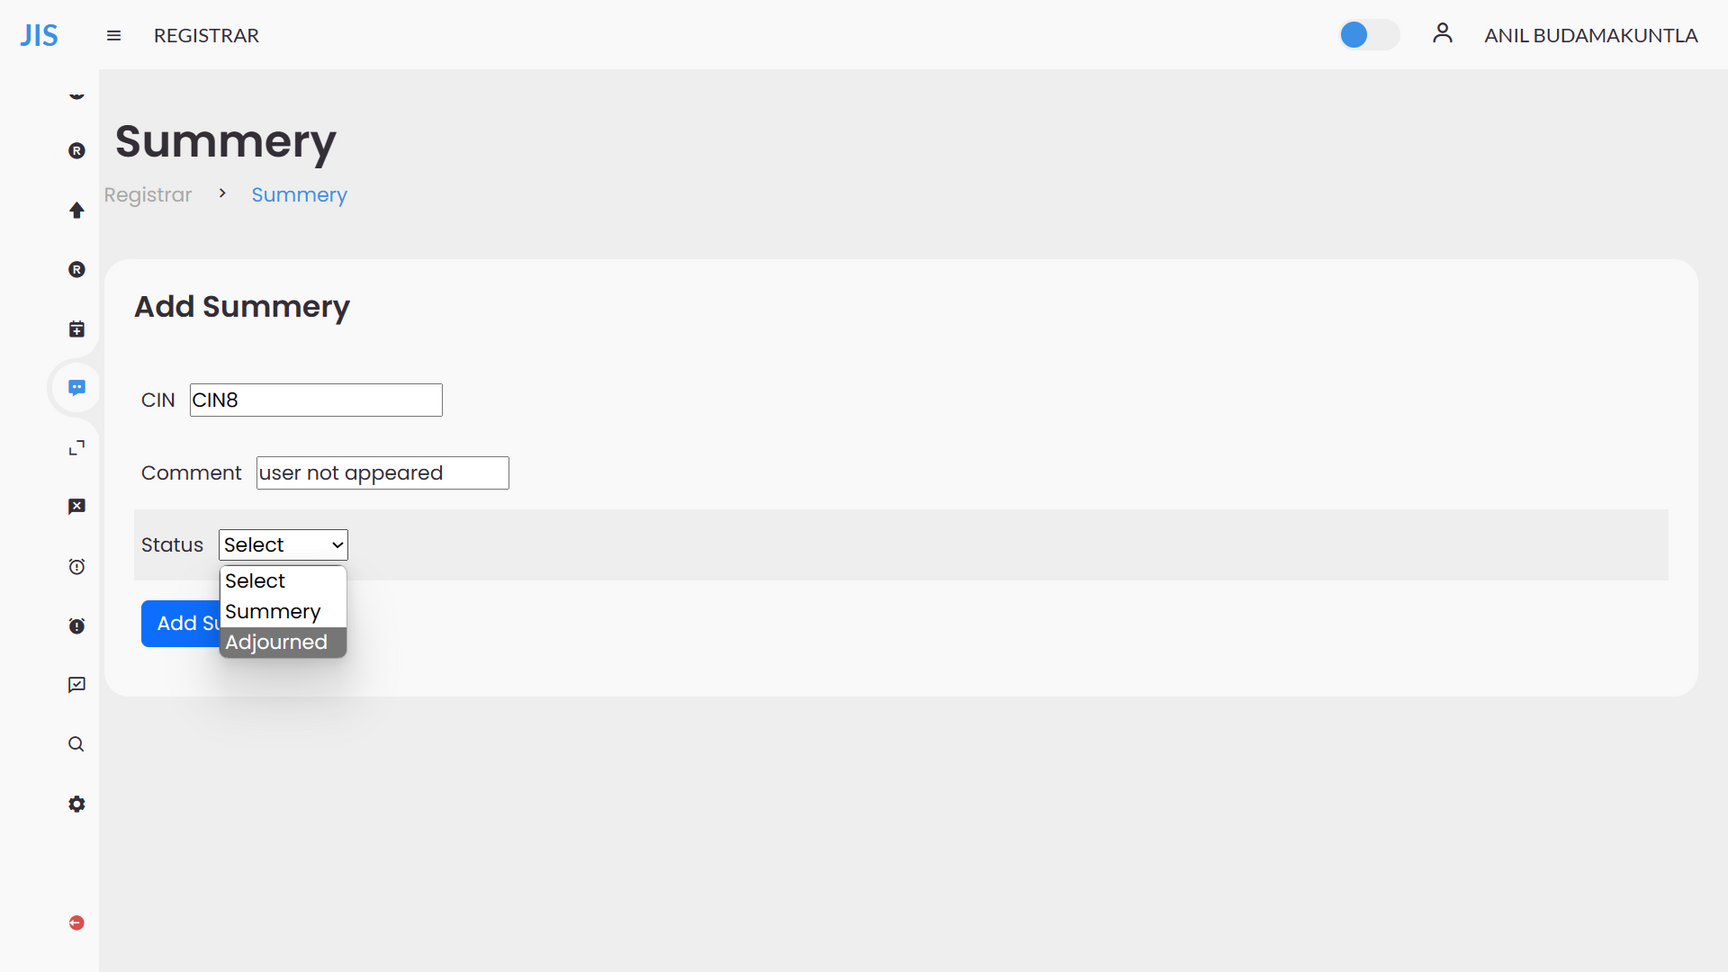 JIS REGISTRAR ANIL BUDAMAKUNTLA
Summery
Registrar > Summery
Add Summery
CIN CIN8
Comment user not appeared
Status Select
Select
Summery
Add Adjourned